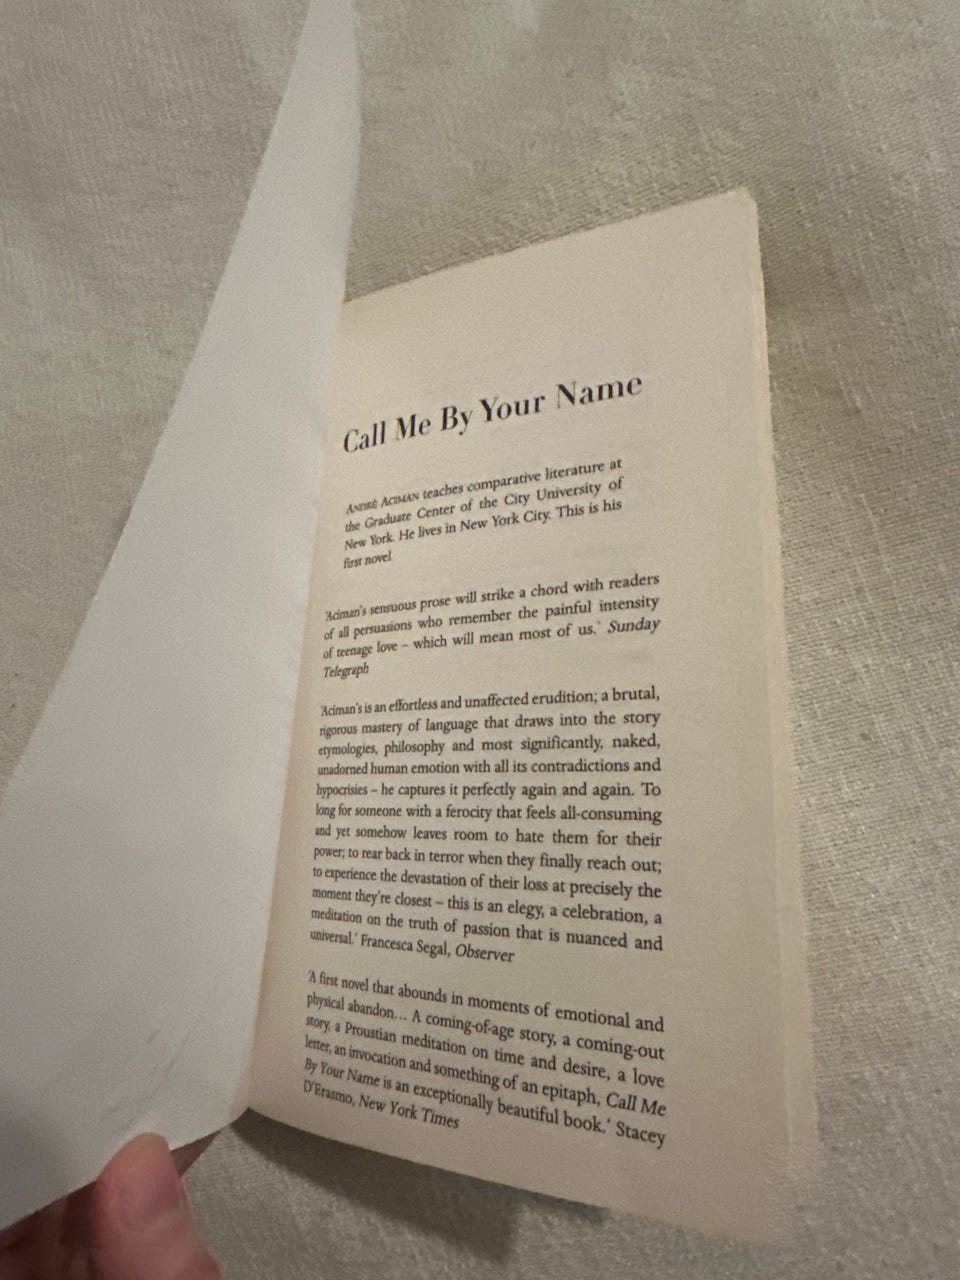 Call Me By Your Name
ANDRÉ ACIMAN teaches comparative literature at
the Graduate Center of the City University of
New York. He lives in New York City. This is his
first novel.
'Aciman's sensuous prose will strike a chord with readers
of all persuasions who remember the painful intensity
of teenage love – which will mean most of us.' Sunday
Telegraph
'Aciman's is an effortless and unaffected erudition; a brutal,
rigorous mastery of language that draws into the story
etymologies, philosophy and most significantly, naked,
unadorned human emotion with all its contradictions and
hypocrisies – he captures it perfectly again and again. To
long for someone with a ferocity that feels all-consuming
and yet somehow leaves room to hate them for their
power; to rear back in terror when they finally reach out;
to experience the devastation of their loss at precisely the
moment they're closest – this is an elegy, a celebration, a
meditation on the truth of passion that is nuanced and
universal.' Francesca Segal, Observer
'A first novel that abounds in moments of emotional and
physical abandon... A coming-of-age story, a coming-out
story, a Proustian meditation on time and desire, a love
letter, an invocation and something of an epitaph, Call Me
By Your Name is an exceptionally beautiful book.' Stacey
D'Erasmo, New York Times